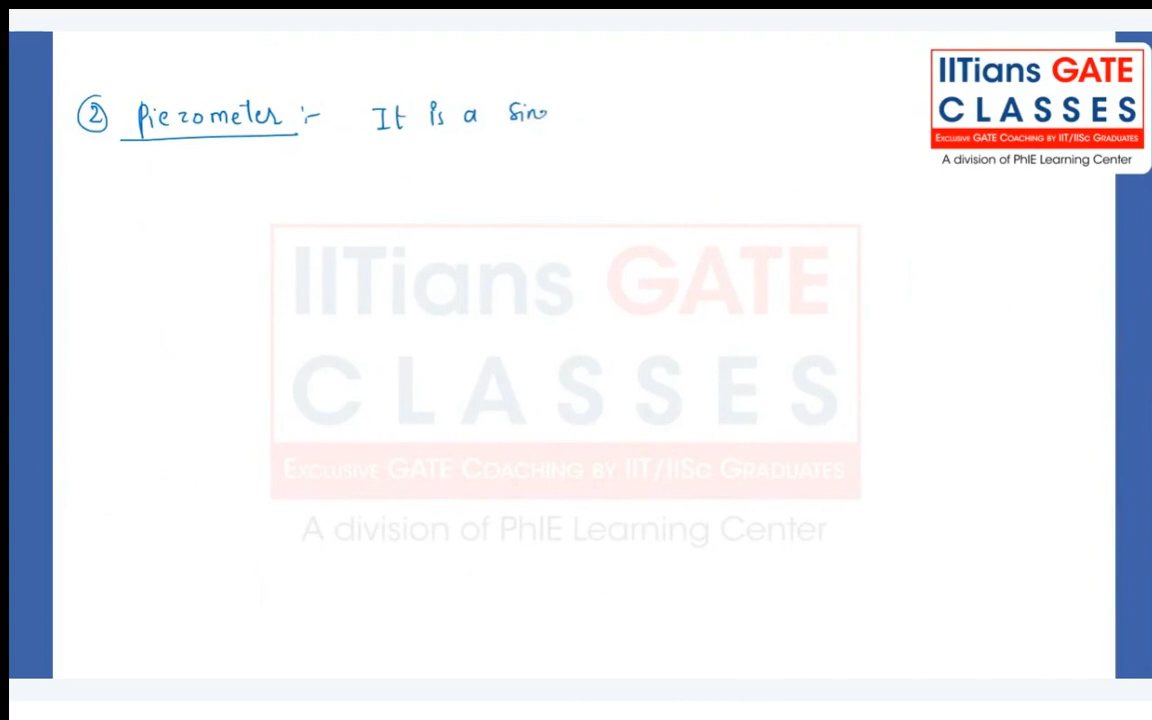 ② Piezometer :- It is a Sin
IITians GATE
CLASSES
EXCLUSIVE GATE COACHING BY IIT/IISc GRADUATES
A division of PhIE Learning Center
IITians GATE
CLASSES
EXCLUSIVE GATE COACHING BY IIT/IISc GRADUATES
A division of PhIE Learning Center